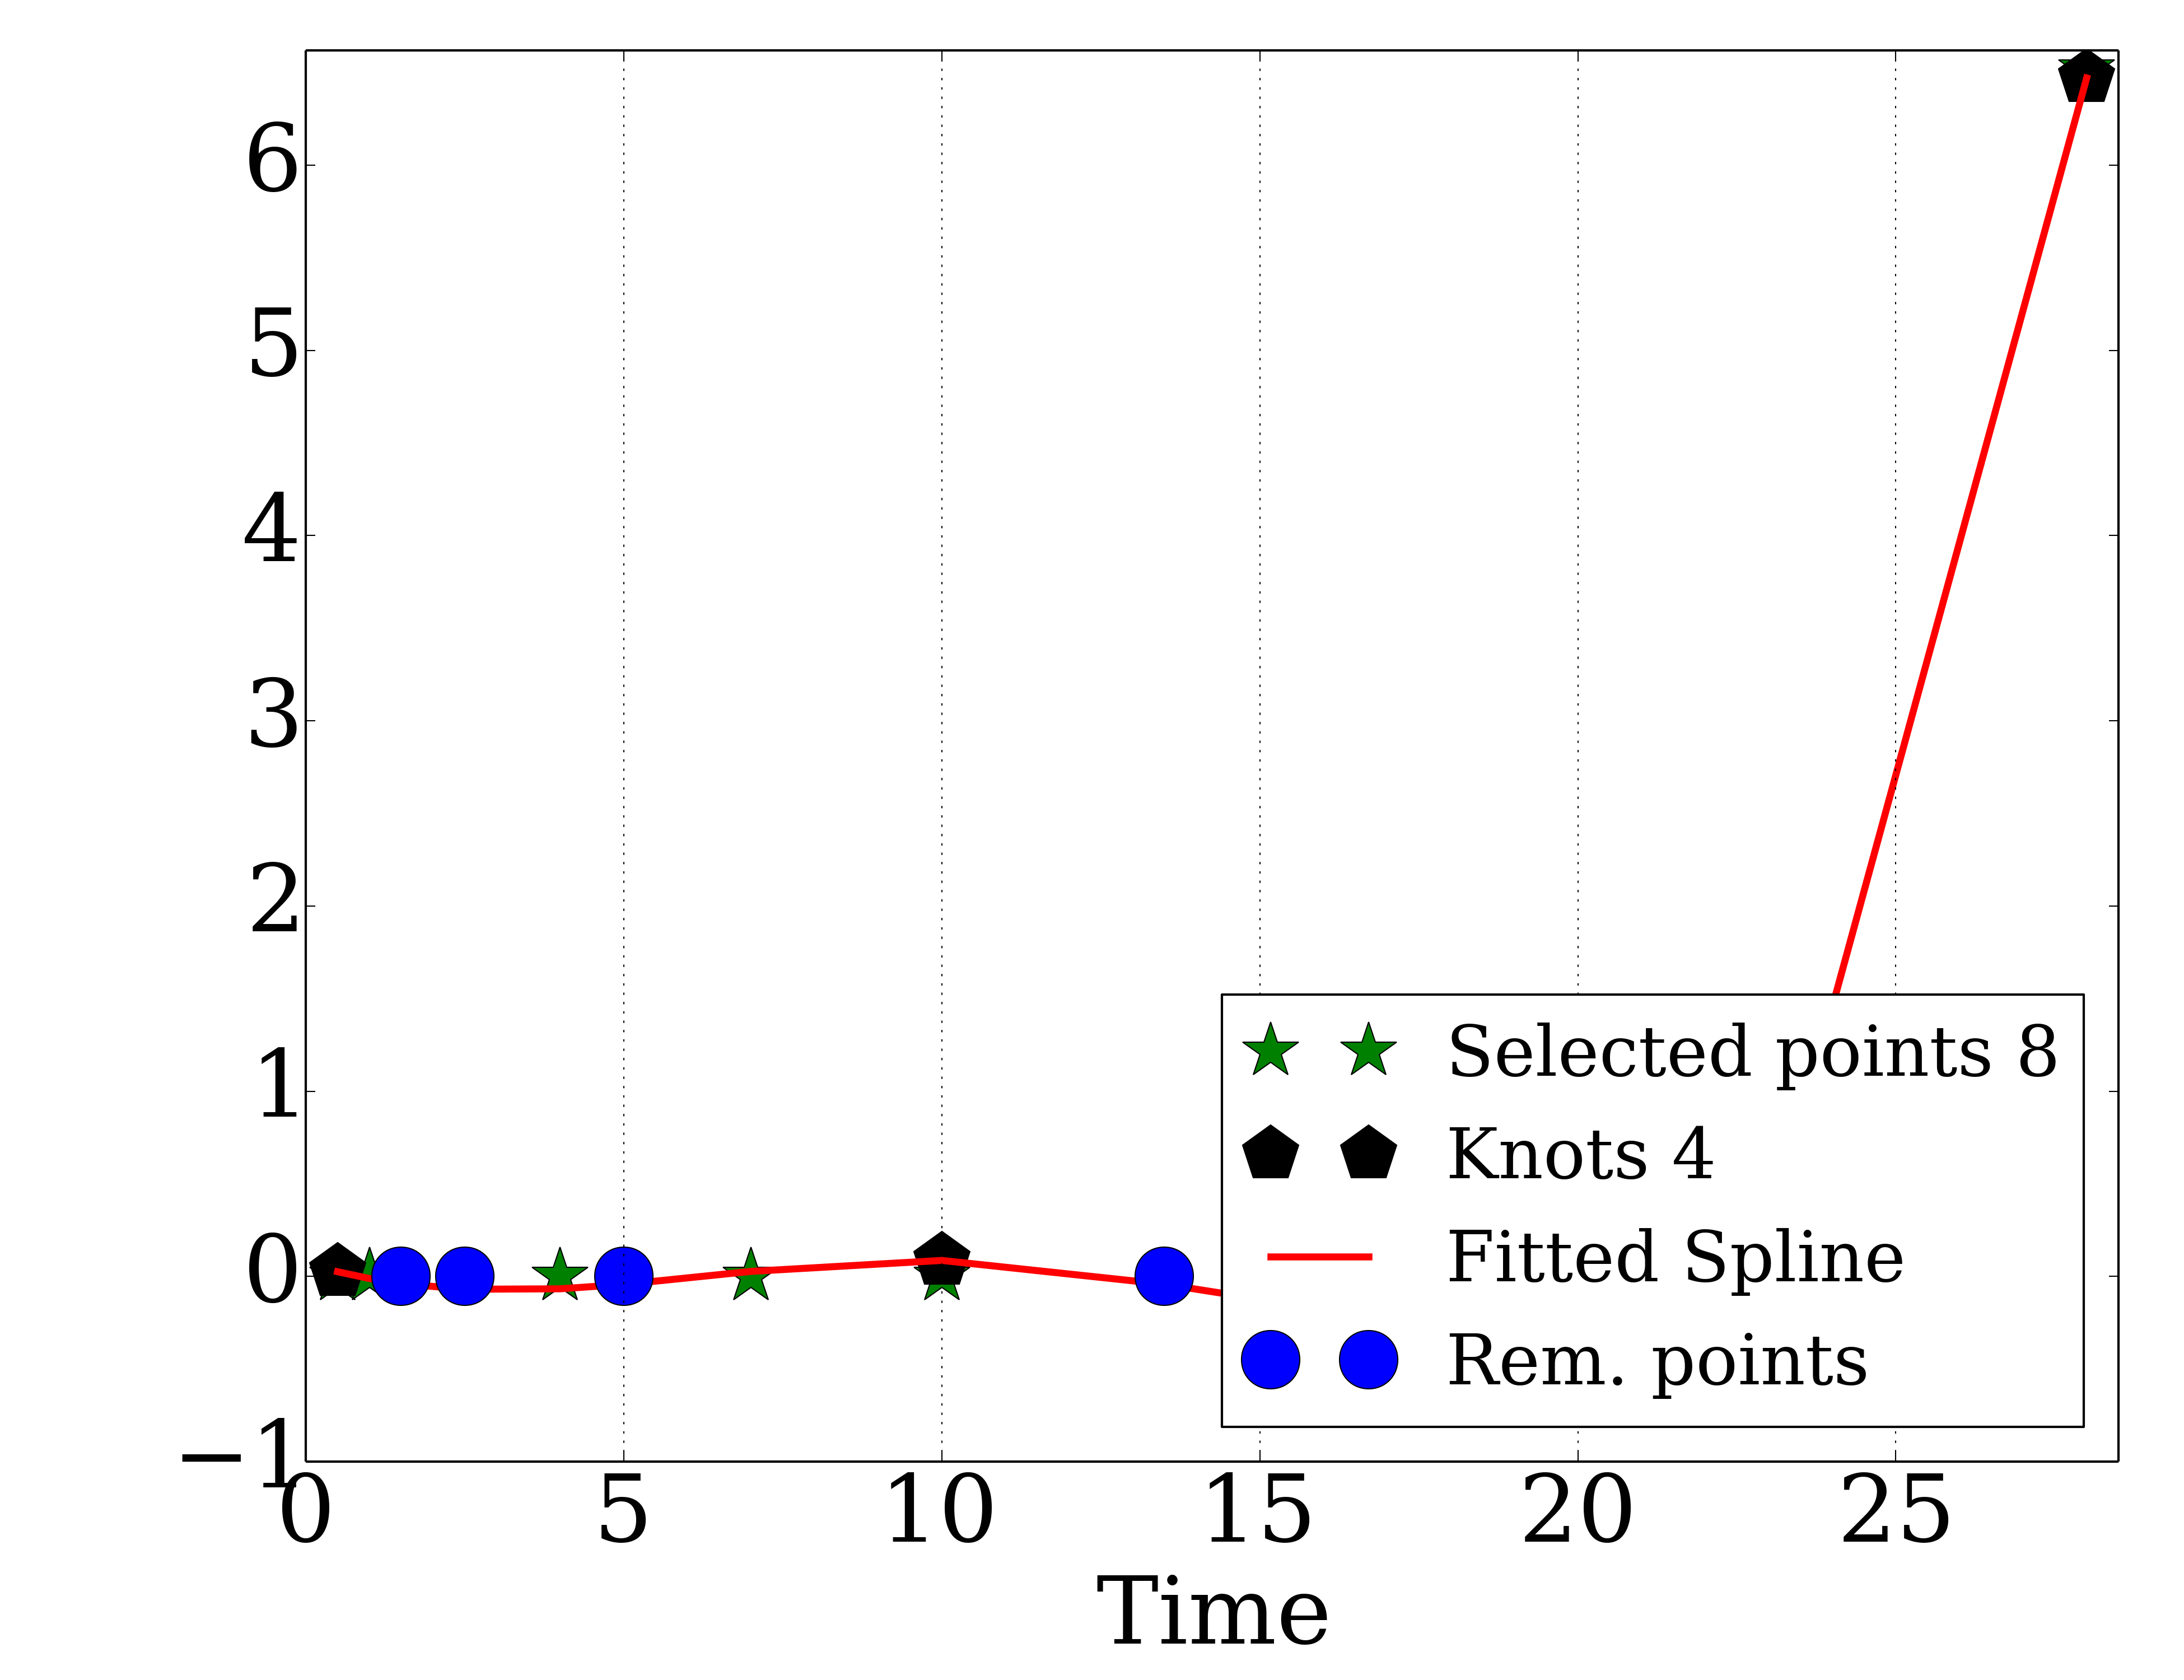 6
5
4
3
2
1
0
−1
Selected points 8
Knots 4
Fitted Spline
Rem. points
0 5 10 15 20 25
Time